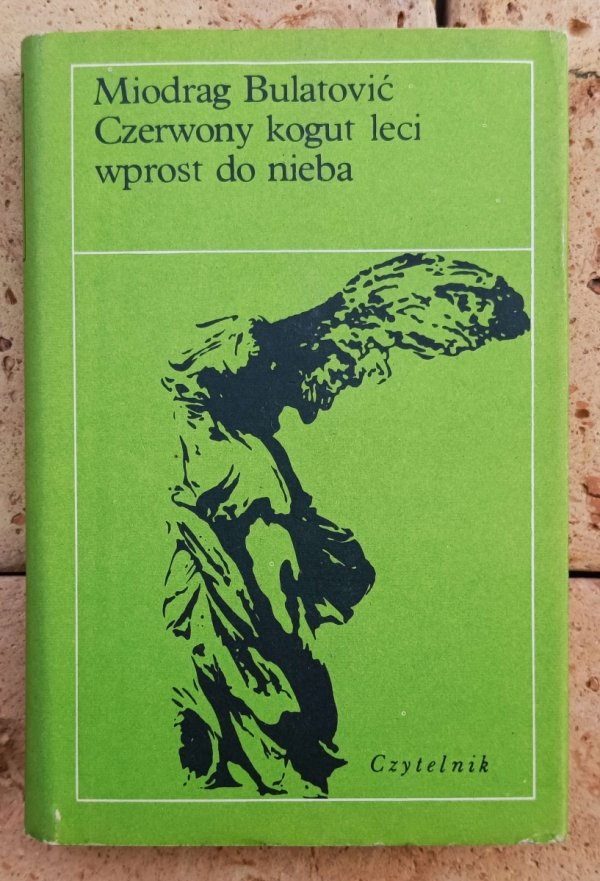 Miodrag Bulatović
Czerwony kogut leci
wprost do nieba
Czytelnik